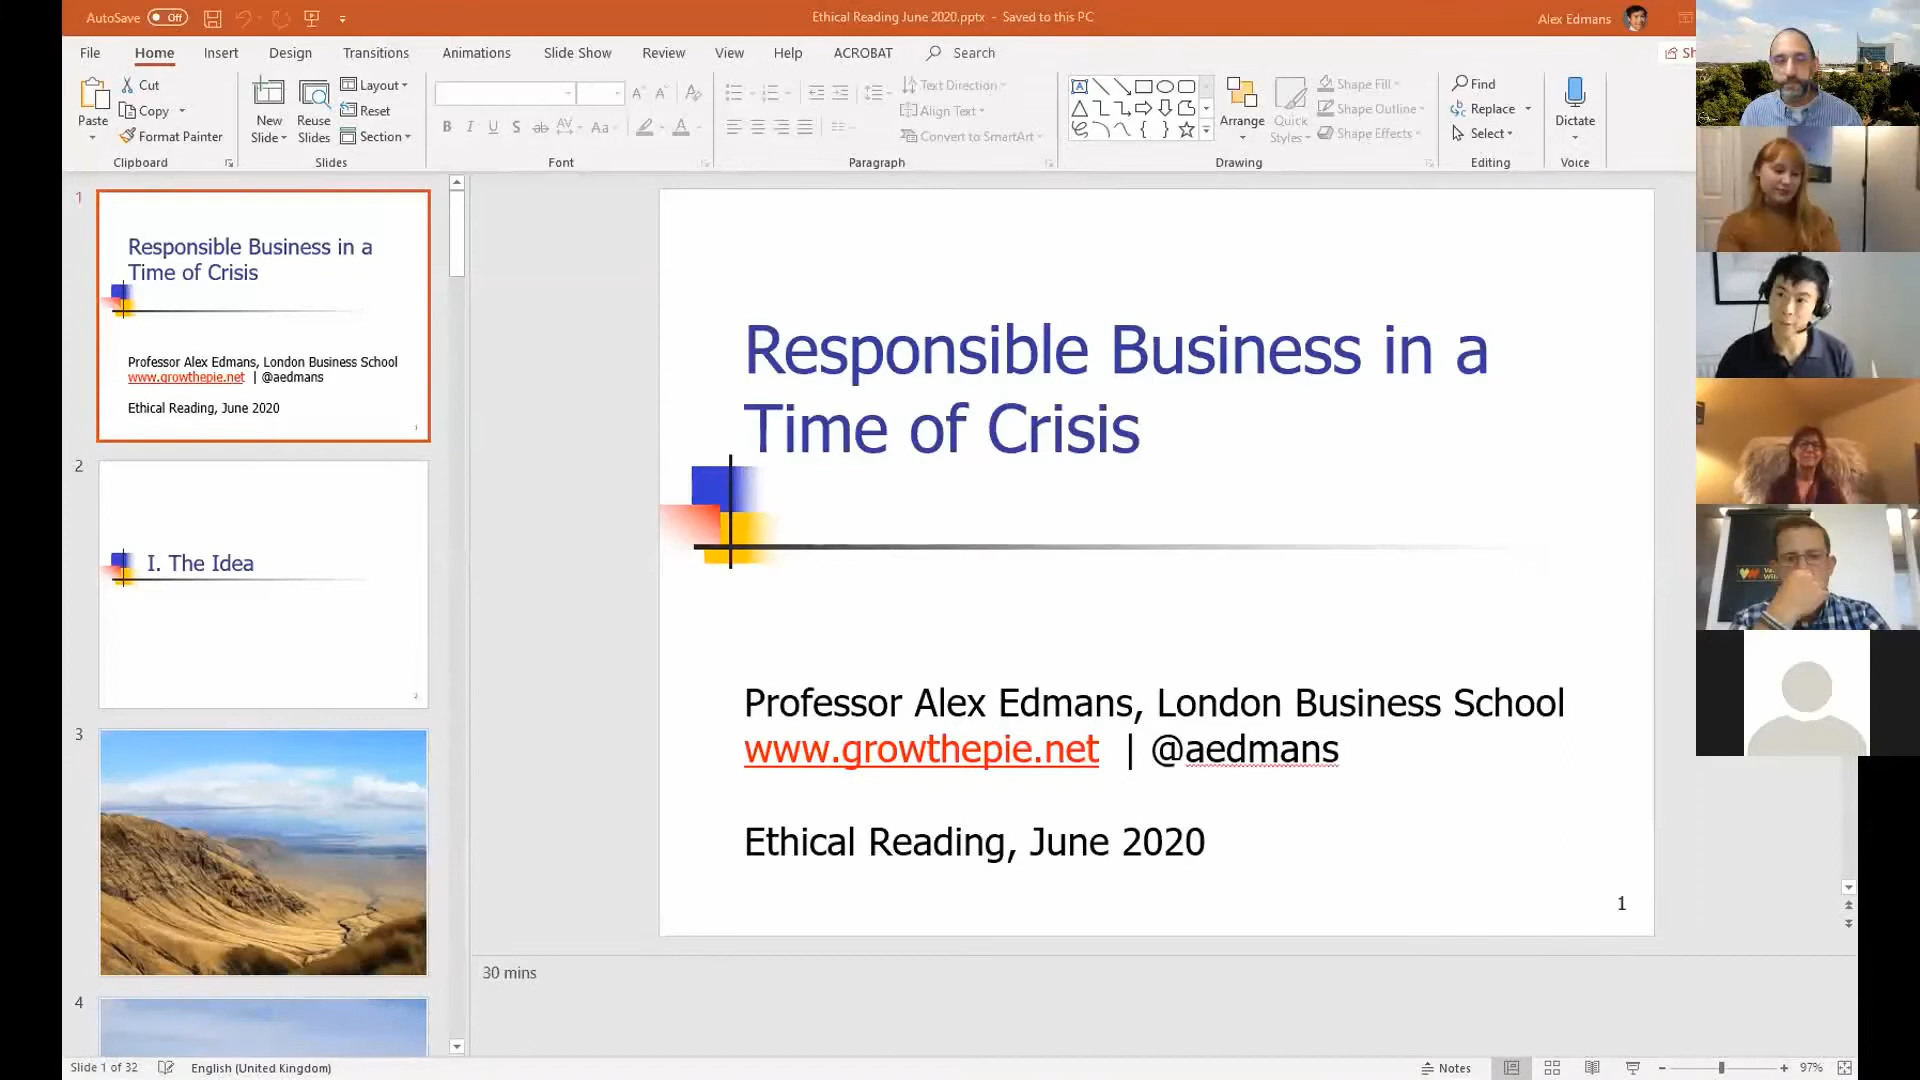 AutoSave Off
Ethical Reading June 2020.pptx - Saved to this PC
Alex Edmans
File Home Insert Design Transitions Animations Slide Show Review View Help ACROBAT Search
Sh
Paste
Cut
Copy
Format Painter
Clipboard
New Slide
Reuse Slides
Layout
Reset
Section
Slides
B I U S ab AV Aa A
Font
Text Direction
Align Text
Convert to SmartArt
Paragraph
Arrange
Quick Styles
Shape Fill
Shape Outline
Shape Effects
Drawing
Find
Replace
Select
Editing
Dictate
Voice
1
Responsible Business in a
Time of Crisis
Professor Alex Edmans, London Business School
www.growthepie.net | @aedmans
Ethical Reading, June 2020
1
2
I. The Idea
2
3
4
Responsible Business in a
Time of Crisis
Professor Alex Edmans, London Business School
www.growthepie.net | @aedmans
Ethical Reading, June 2020
1
30 mins
Slide 1 of 32
English (United Kingdom)
Notes
97%